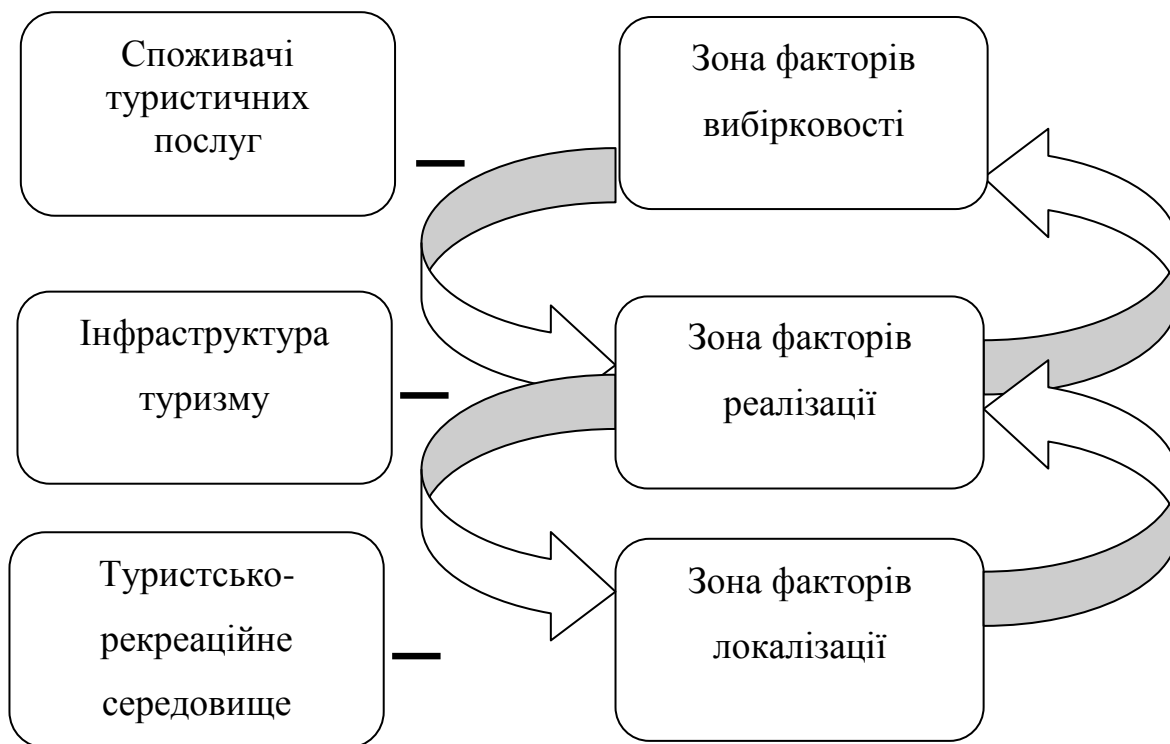 Споживачі
туристичних
послуг
Зона факторів
вибірковості
Інфраструктура
туризму
Зона факторів
реалізації
Туристсько-
рекреаційне
середовище
Зона факторів
локалізації